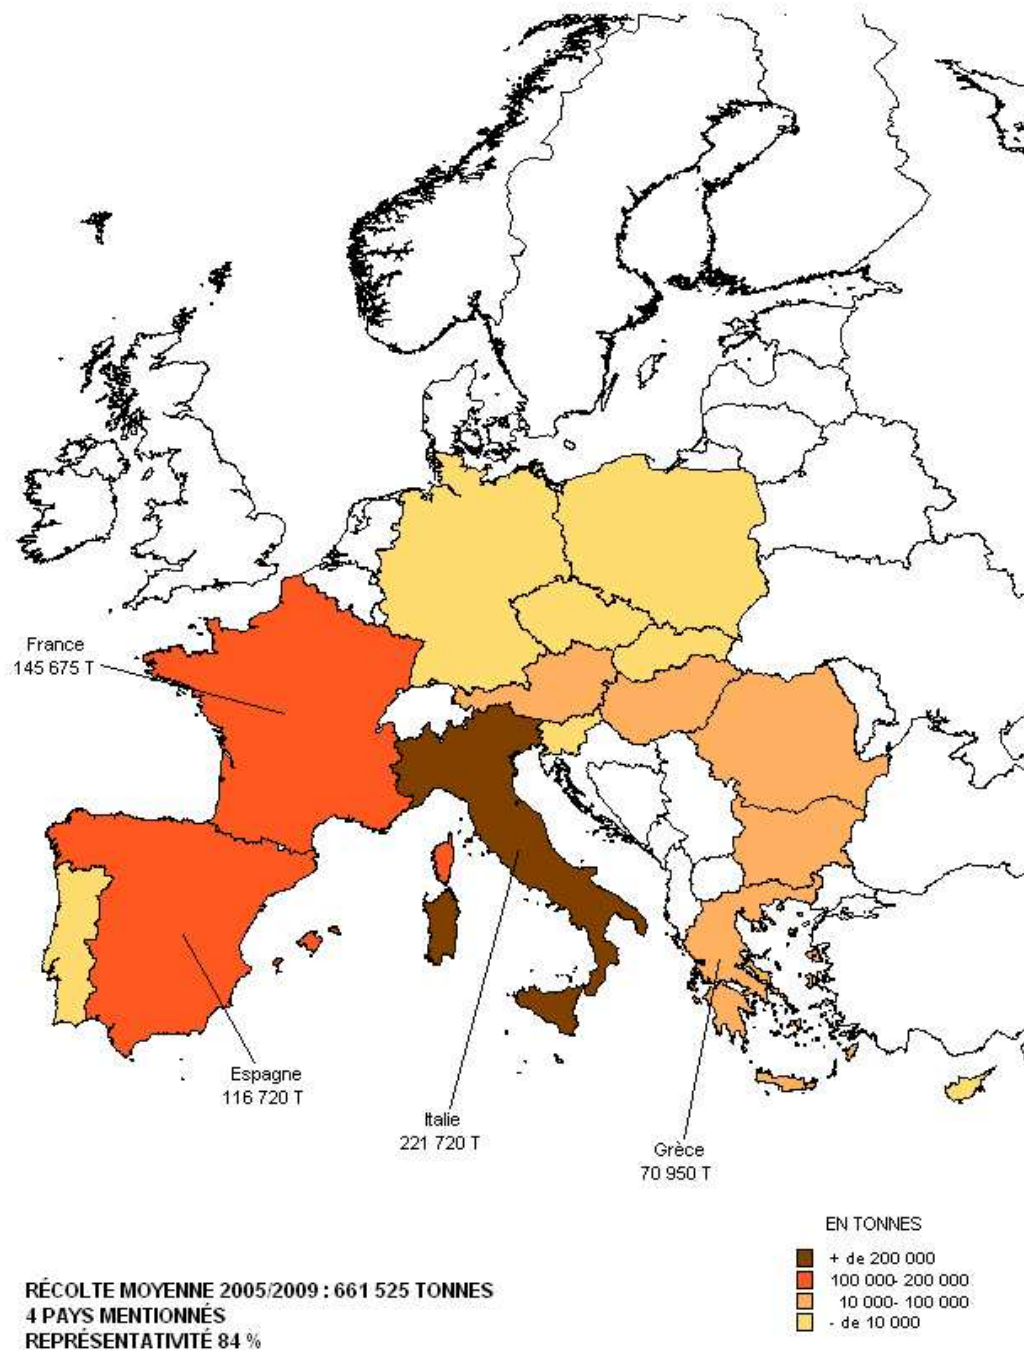 France
145 675 T
Espagne
116 720 T
Italie
221 720 T
Grèce
70 950 T
EN TONNES
+ de 200 000
100 000- 200 000
10 000- 100 000
- de 10 000
RÉCOLTE MOYENNE 2005/2009 : 661 525 TONNES
4 PAYS MENTIONNÉS
REPRÉSENTATIVITÉ 84 %